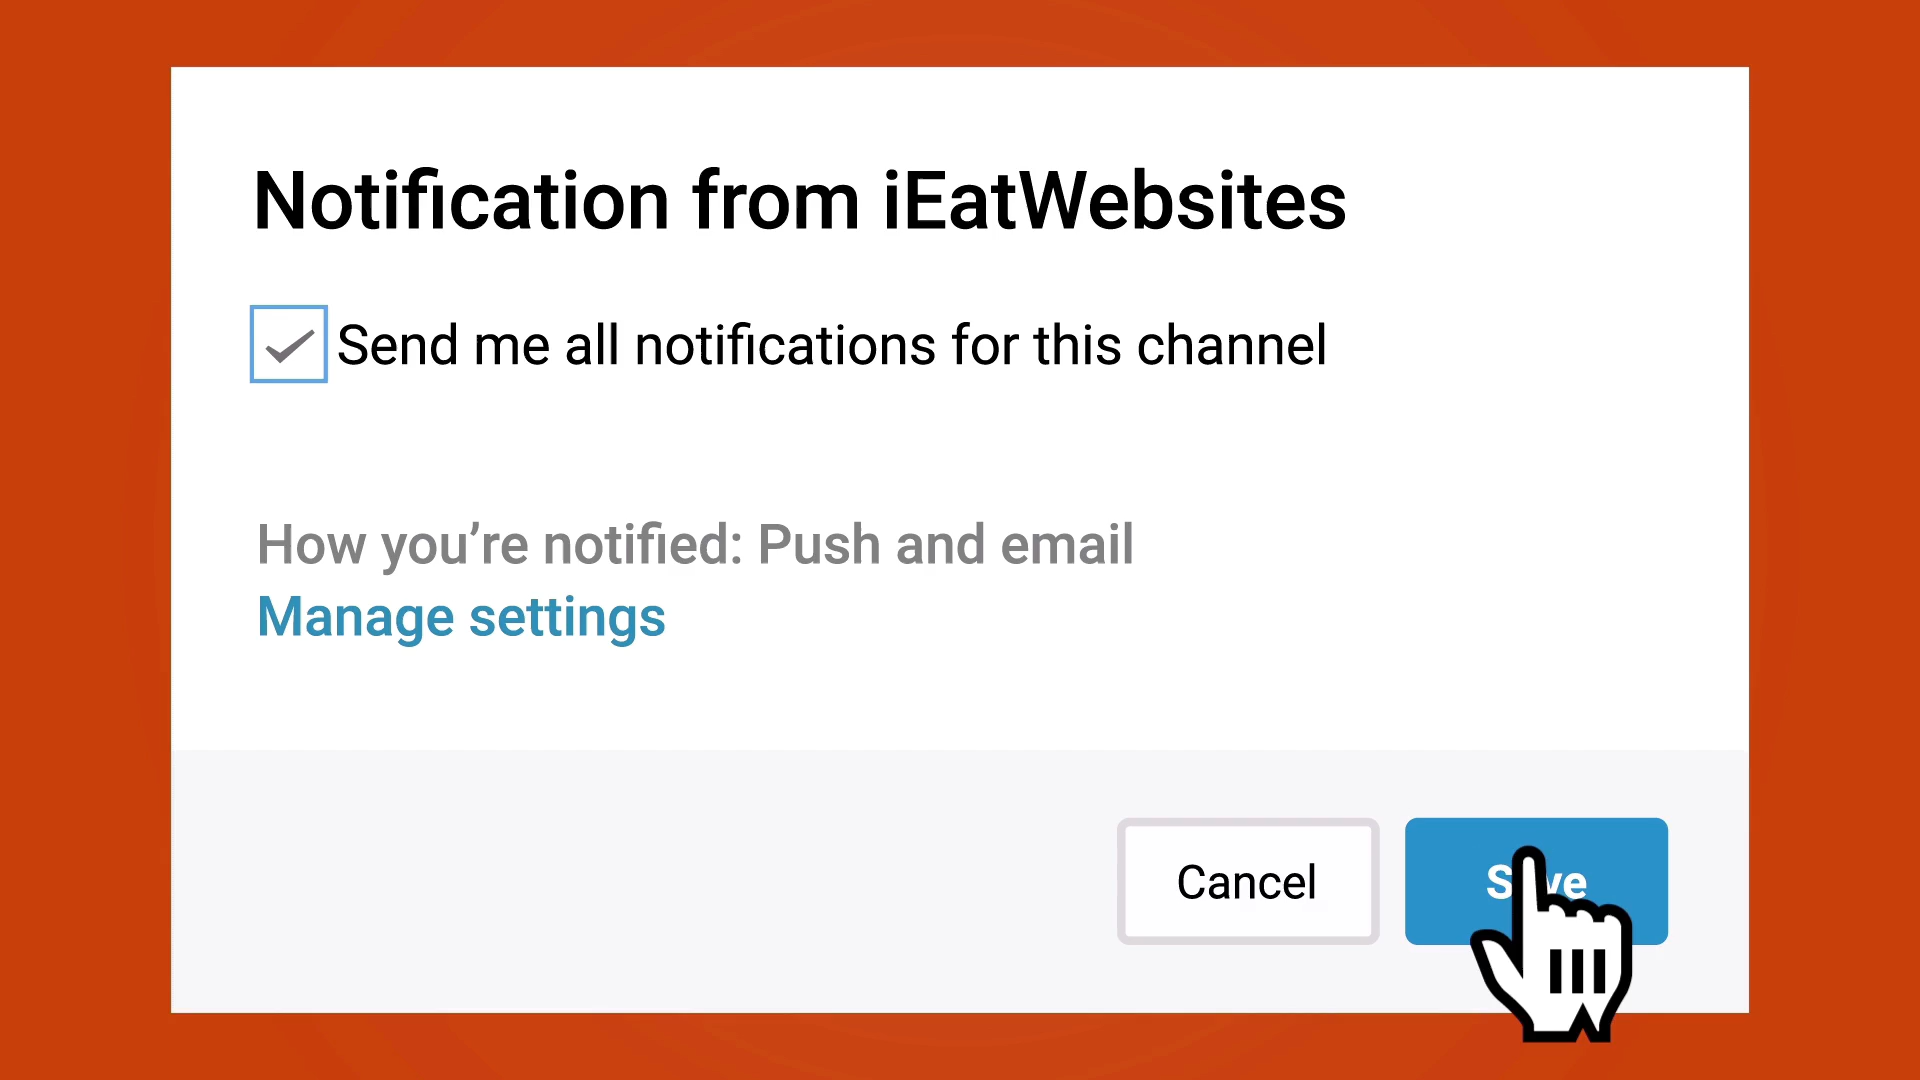 Notification from iEatWebsites
Send me all notifications for this channel
How you’re notified: Push and email
Manage settings
Cancel
Save